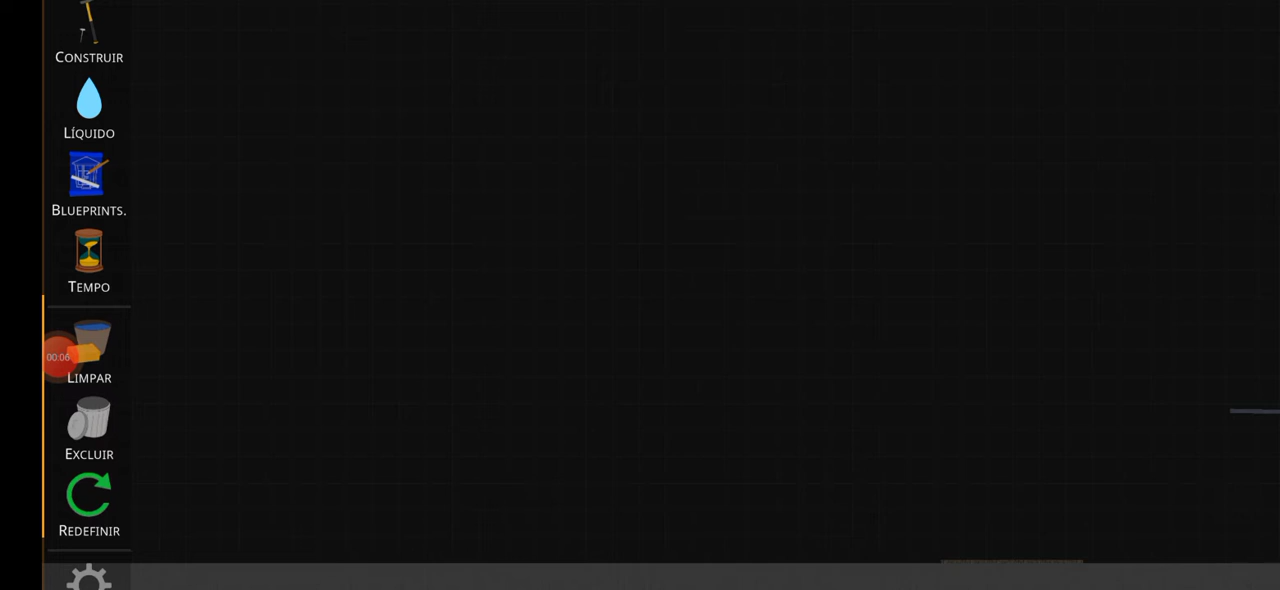 CONSTRUIR
LÍQUIDO
BLUEPRINTS.
TEMPO
00:06
LIMPAR
EXCLUIR
REDEFINIR